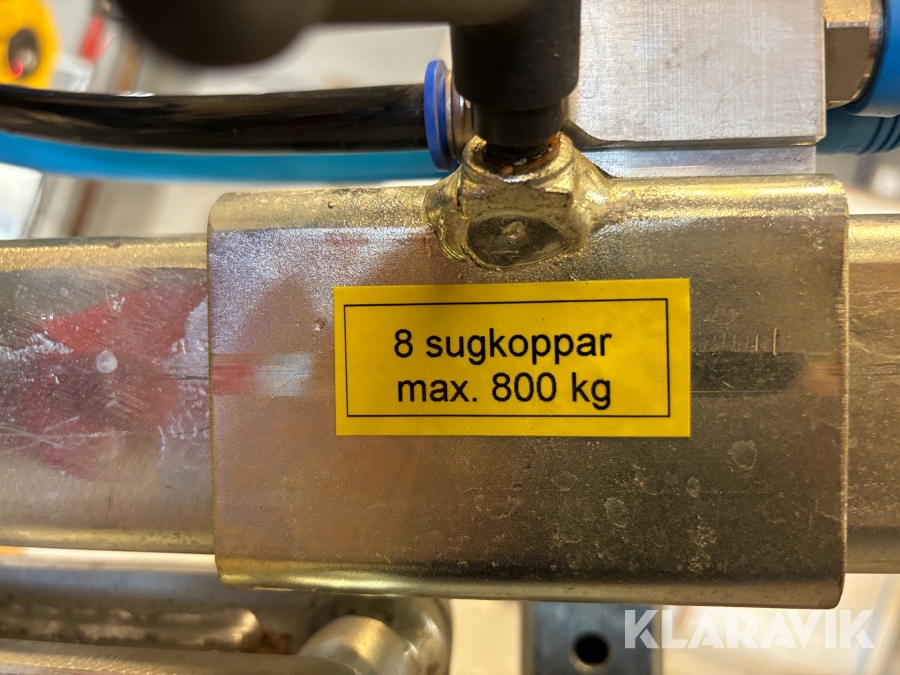 8 sugkoppar
max. 800 kg
KLARAVIK